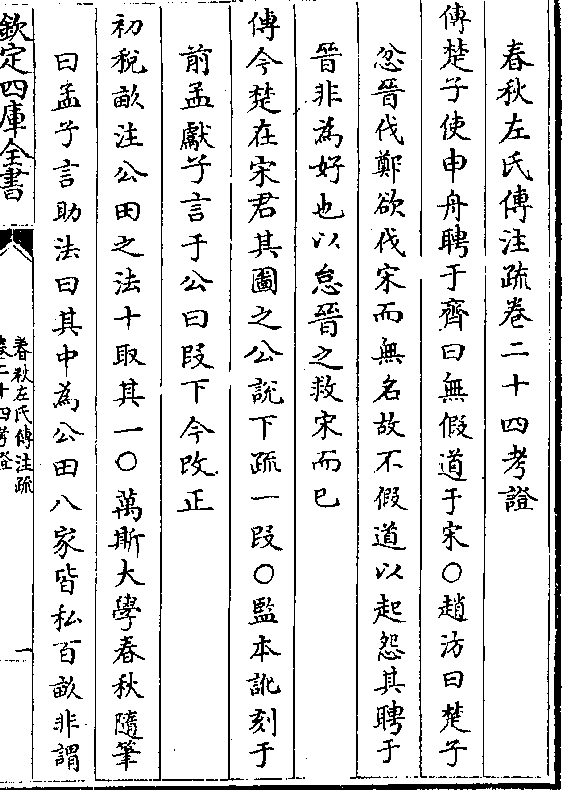 春秋左氏傳注疏卷二十四考證
傳楚子使申舟聘于齊曰無假道于宋○趙汸曰楚子
忿晉伐鄭欲伐宋而無名故不假道以起怨其聘于
晉非為好也以怠晉之救宋而已
傳今楚在宋君其圖之公說下疏一段○監本訛刻于
前孟獻子言于公曰段下今改正
初稅畝注公田之法十取其一○萬斯大學春秋隨筆
曰孟子言助法曰其中為公田八家皆私百畝非謂
欽定四庫全書
春秋左氏傳注疏
卷二十四考證
一